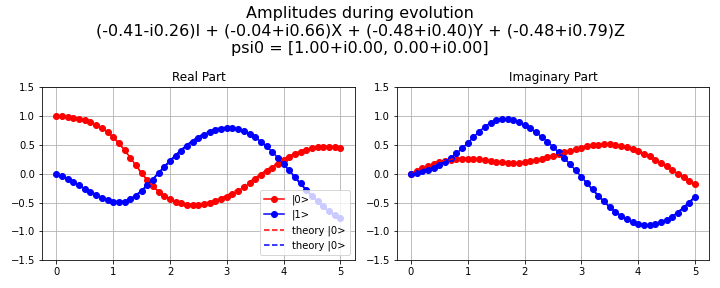 Amplitudes during evolution
(-0.41-i0.26)I + (-0.04+i0.66)X + (-0.48+i0.40)Y + (-0.48+i0.79)Z
psi0 = [1.00+i0.00, 0.00+i0.00]
Real Part
1.5
1.0
0.5
0.0
−0.5
−1.0
−1.5
0 1 2 3 4 5
|0>
|1>
theory |0>
theory |0>
Imaginary Part
1.5
1.0
0.5
0.0
−0.5
−1.0
−1.5
0 1 2 3 4 5